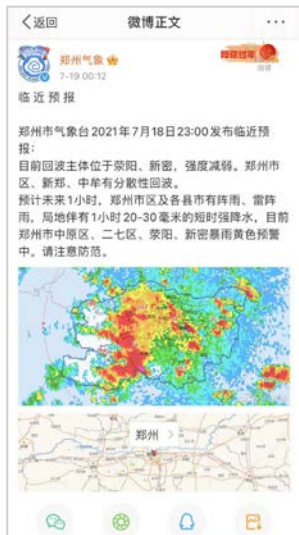 返回
微博正文
郑州气象
7-19 00:12
临近预报
郑州市气象台2021年7月18日23:00发布临近预
报：
目前回波主体位于荥阳、新密，强度减弱。郑州市
区、新郑、中牟有分散性回波。
预计未来1小时，郑州市区及各县市有阵雨、雷阵
雨，局地伴有1小时20-30毫米的短时强降水，目前
郑州市中原区、二七区、荥阳、新密暴雨黄色预警
中。请注意防范。
郑州